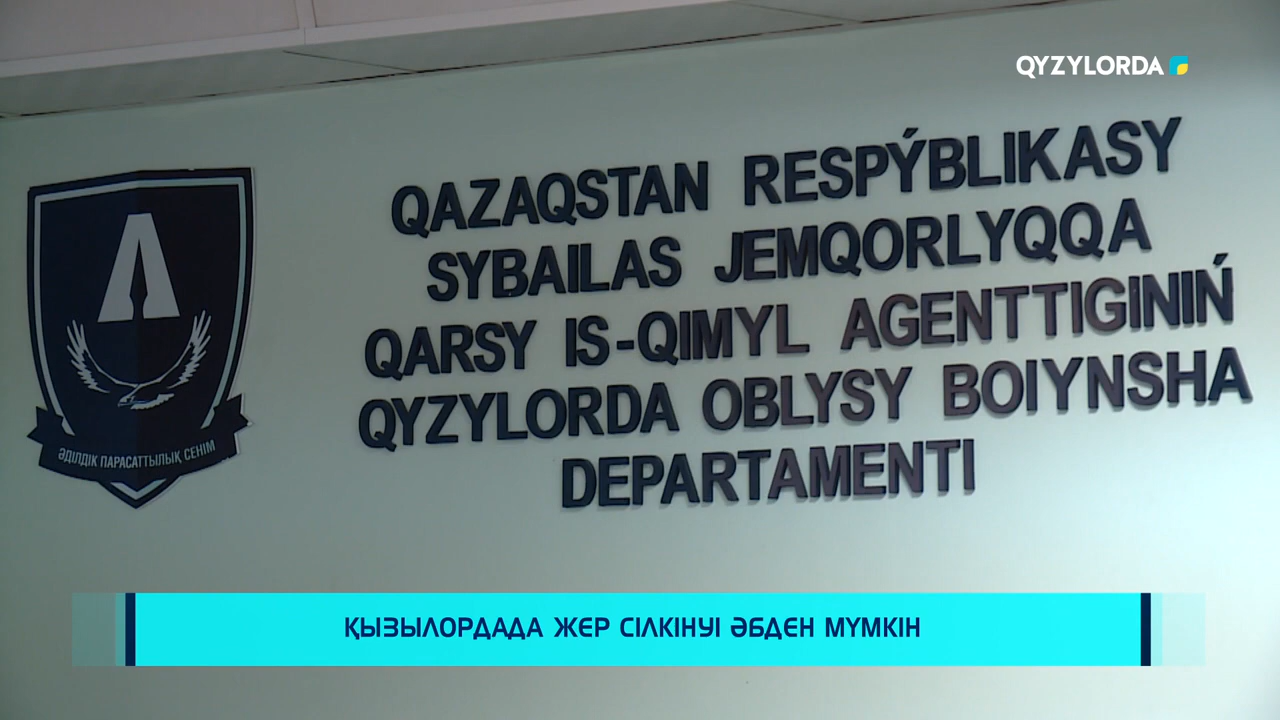 QYZYLORDA
QAZAQSTAN RESPÝBLIKASY
SYBAILAS JEMQORLYQQA
QARSY IS-QIMYL AGENTTIGINIŃ
QYZYLORDA OBLYSY BOIYNSHA
DEPARTAMENTI
ӘДІЛДІК ПАРАСАТТЫЛЫҚ СЕНІМ
ҚЫЗЫЛОРДАДА ЖЕР СІЛКІНУІ ӘБДЕН МҮМКІН